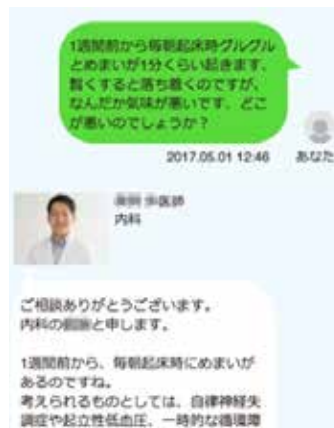 1週間前から毎朝起床時グルグル
とめまいが1分くらい起きます、
暫くすると落ち着くのですが、
なんだか気味が悪いです、どこ
が悪いのでしょうか？
2017.05.01 12:46
あなた
医師
内科
ご相談ありがとうございます。
内科の と申します。
1週間前から、毎朝起床時にめまいが
あるのですね。
考えられるものとしては、自律神経失
調症や起立性低血圧、一時的な循環障